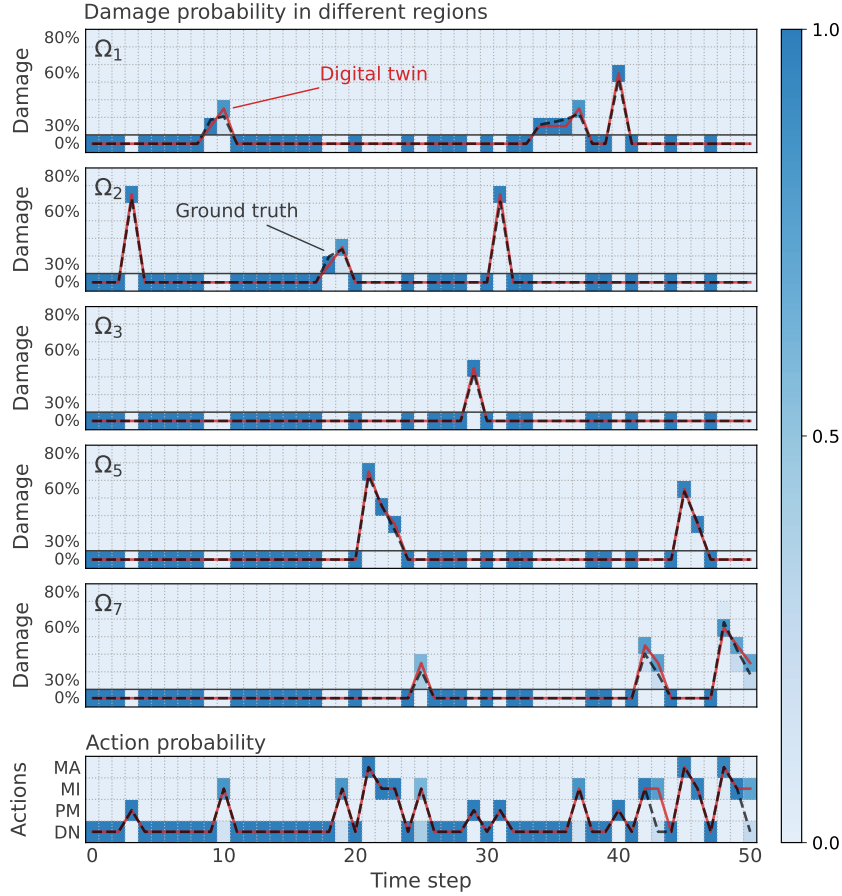 Damage probability in different regions
Damage
80%
60%
30%
0%
Ω1
Digital twin
Damage
80%
60%
30%
0%
Ω2
Ground truth
Damage
80%
60%
30%
0%
Ω3
Damage
80%
60%
30%
0%
Ω5
Damage
80%
60%
30%
0%
Ω7
Action probability
Actions
MA
MI
PM
DN
0 10 20 30 40 50
Time step
1.0
0.5
0.0